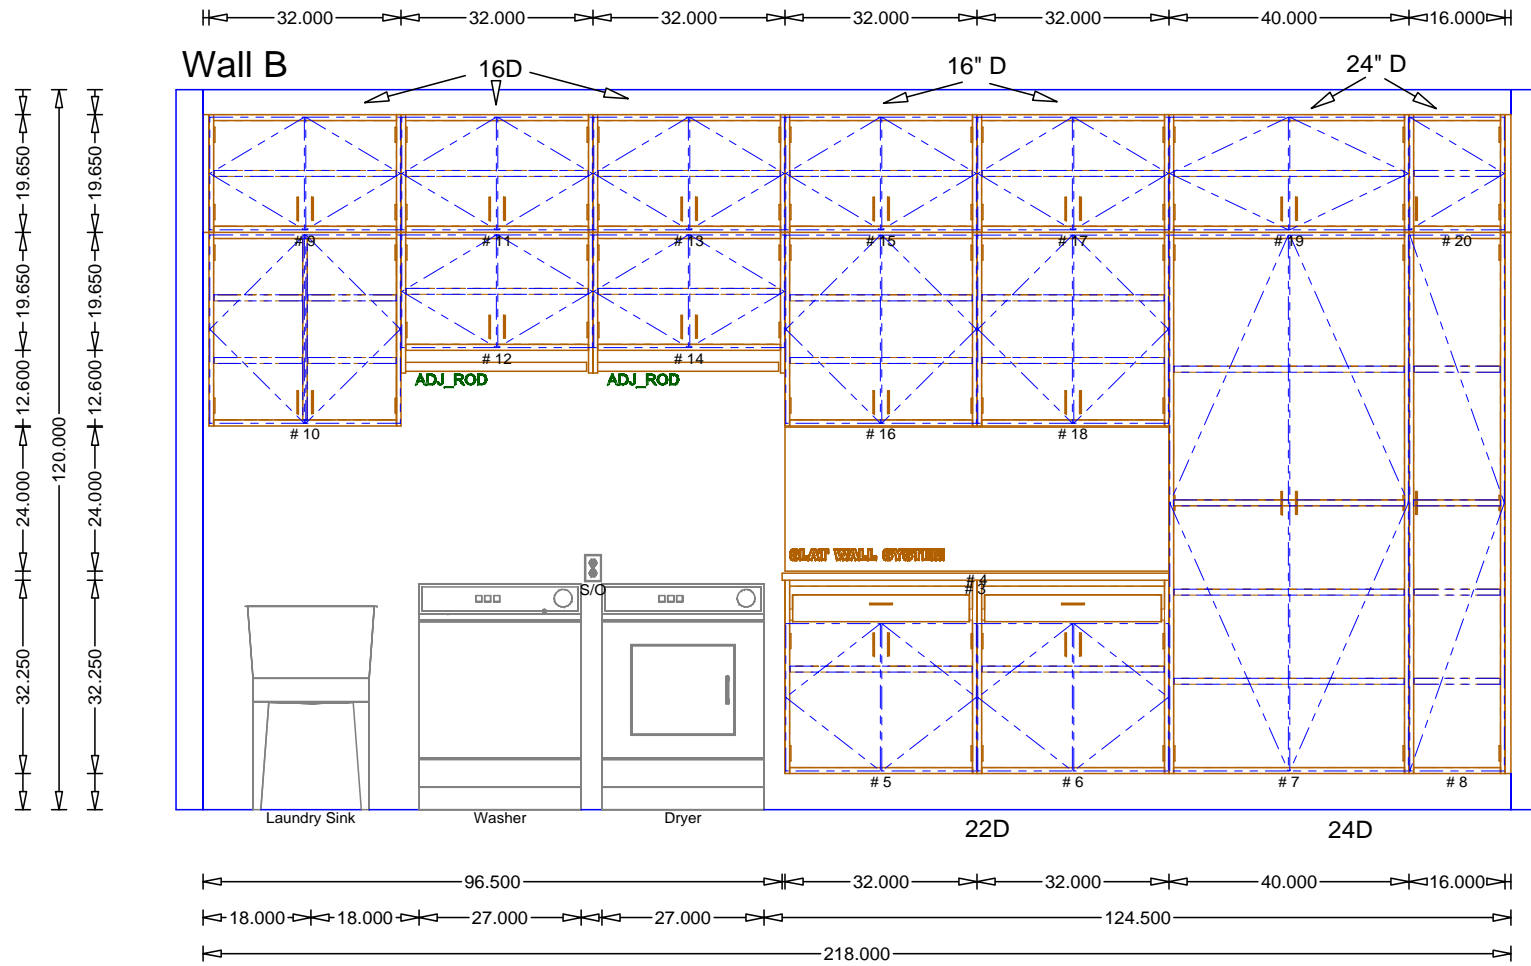 32.000 32.000 32.000 32.000 32.000 40.000 16.000
Wall B
16D 16" D 24" D
19.650 19.650
# 9 # 11 # 13 # 15 # 17 # 19 # 20
19.650 19.650
# 12 # 14
ADJ_ROD ADJ_ROD
12.600 12.600
120.000
# 10 # 16 # 18
24.000 24.000
SLAT WALL SYSTEM
# 4
S/O # 3
32.250 32.250
# 5 # 6 # 7 # 8
Laundry Sink Washer Dryer
22D 24D
96.500 32.000 32.000 40.000 16.000
18.000 18.000 27.000 27.000 124.500
218.000